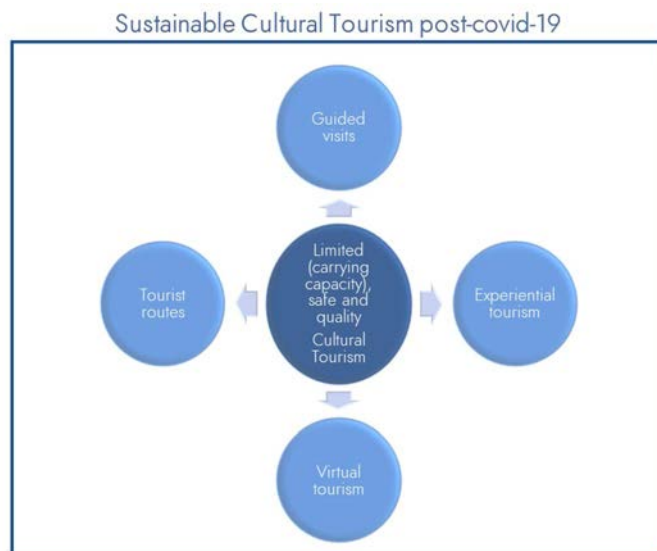 Sustainable Cultural Tourism post-covid-19
Guided
visits
Tourist
routes
Limited
(carrying
capacity),
safe and
quality
Cultural
Tourism
Experiential
tourism
Virtual
tourism